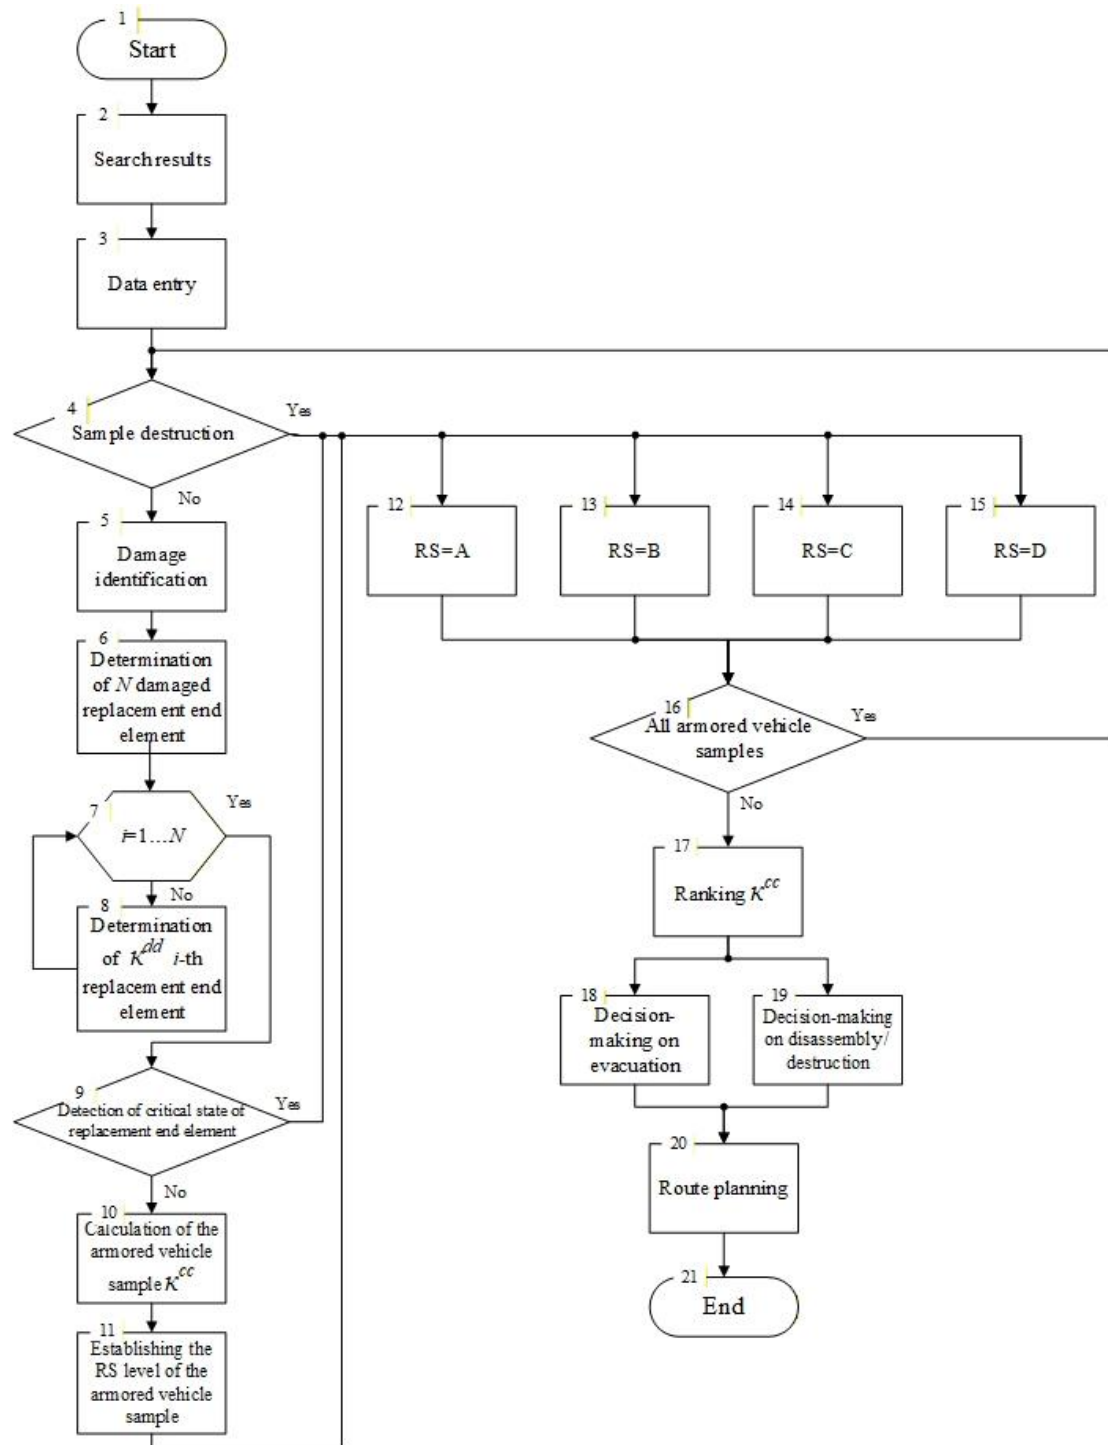 1
Start
2
Search results
3
Data entry
4
Sample destruction
Yes
No
5
Damage
identification
6
Determination
of N damaged
replacement end
element
7
i=1...N
Yes
No
8
Determination
of K^dd i-th
replacement end
element
9
Detection of critical state of
replacement end element
Yes
No
10
Calculation of the
armored vehicle
sample K^cc
11
Establishing the
RS level of the
armored vehicle
sample
12
RS=A
13
RS=B
14
RS=C
15
RS=D
16
All armored vehicle
samples
Yes
No
17
Ranking K^cc
18
Decision-
making on
evacuation
19
Decision-making
on disassembly/
destruction
20
Route planning
21
End